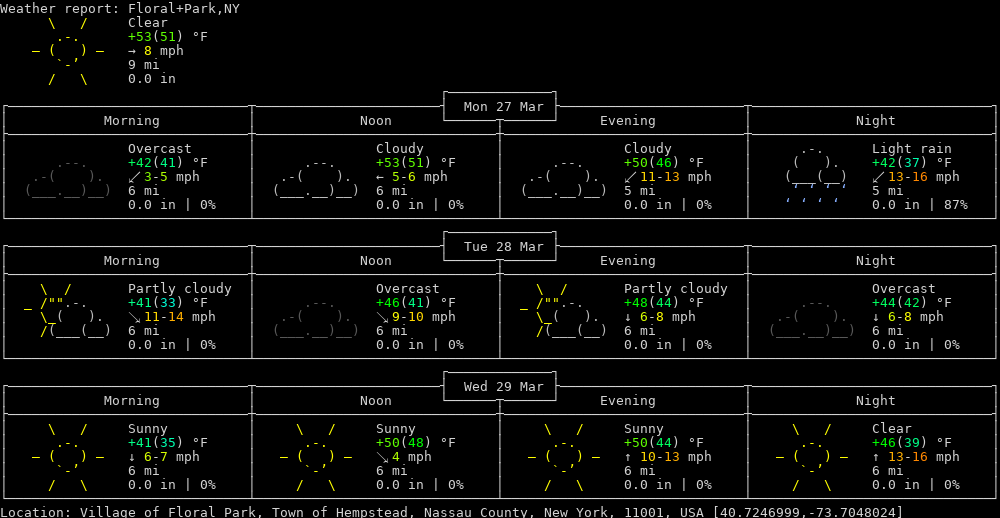 Weather report: Floral+Park,NY
Clear
+53(51) °F
→ 8 mph
9 mi
0.0 in
Mon 27 Mar
Morning Noon Evening Night
Overcast Cloudy Cloudy Light rain
+42(41) °F +53(51) °F +50(46) °F +42(37) °F
↙ 3-5 mph ← 5-6 mph ↙ 11-13 mph ↙ 13-16 mph
6 mi 6 mi 5 mi 5 mi
0.0 in | 0% 0.0 in | 0% 0.0 in | 0% 0.0 in | 87%
Tue 28 Mar
Morning Noon Evening Night
Partly cloudy Overcast Partly cloudy Overcast
+41(33) °F +46(41) °F +48(44) °F +44(42) °F
↘ 11-14 mph ↘ 9-10 mph ↓ 6-8 mph ↓ 6-8 mph
6 mi 6 mi 6 mi 6 mi
0.0 in | 0% 0.0 in | 0% 0.0 in | 0% 0.0 in | 0%
Wed 29 Mar
Morning Noon Evening Night
Sunny Sunny Sunny Clear
+41(35) °F +50(48) °F +50(44) °F +46(39) °F
↓ 6-7 mph ↘ 4 mph ↑ 10-13 mph ↑ 13-16 mph
6 mi 6 mi 6 mi 6 mi
0.0 in | 0% 0.0 in | 0% 0.0 in | 0% 0.0 in | 0%
Location: Village of Floral Park, Town of Hempstead, Nassau County, New York, 11001, USA [40.7246999,-73.7048024]